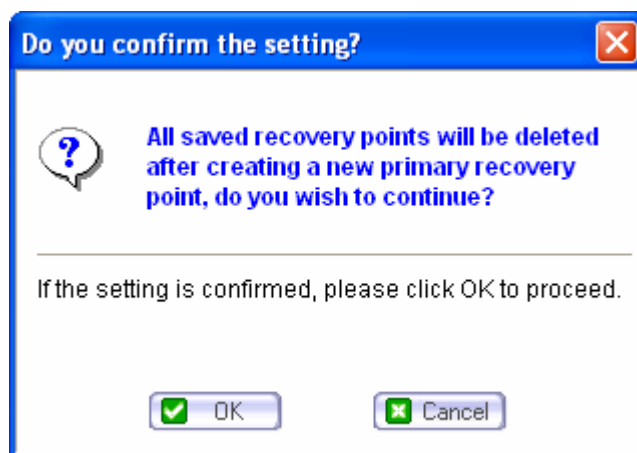 Do you confirm the setting?
All saved recovery points will be deleted
after creating a new primary recovery
point, do you wish to continue?
If the setting is confirmed, please click OK to proceed.
OK
Cancel